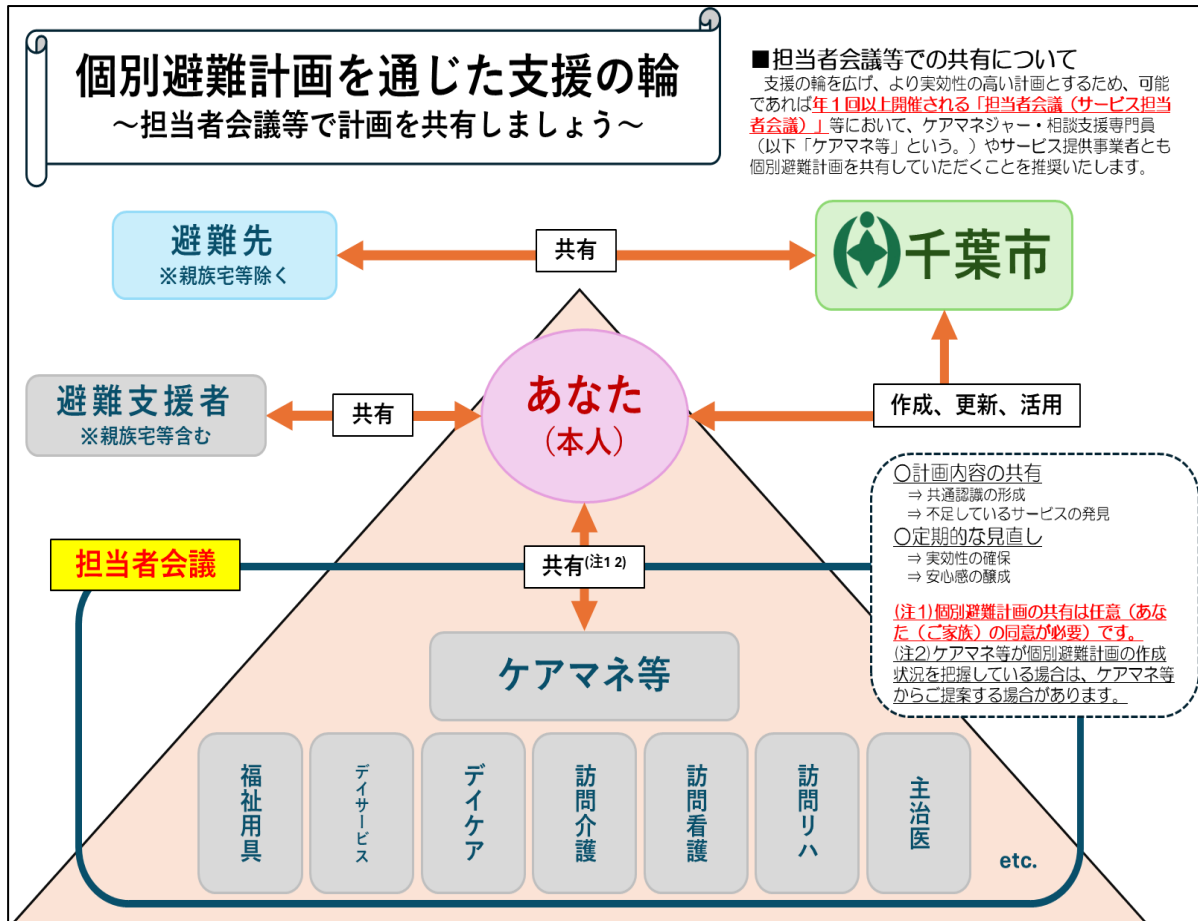 個別避難計画を通じた支援の輪
~担当者会議等で計画を共有しましょう~
■担当者会議等での共有について
支援の輪を広げ、より実効性の高い計画とするため、可能
であれば年1回以上開催される「担当者会議(サービス担当
者会議)」等において、ケアマネジャー・相談支援専門員
(以下「ケアマネ等」という。)やサービス提供事業者とも
個別避難計画を共有していただくことを推奨いたします。
避難先
※親族宅等除く
共有
千葉市
避難支援者
※親族宅等含む
共有
あなた
(本人)
作成、更新、活用
〇計画内容の共有
⇒ 共通認識の形成
⇒ 不足しているサービスの発見
〇定期的な見直し
⇒ 実効性の確保
⇒ 安心感の醸成
(注1)個別避難計画の共有は任意(あな
た(ご家族)の同意が必要)です。
(注2)ケアマネ等が個別避難計画の作成
状況を把握している場合は、ケアマネ等
からご提案する場合があります。
担当者会議
共有(注1 2)
ケアマネ等
福祉用具
デイサービス
デイケア
訪問介護
訪問看護
訪問リハ
主治医
etc.